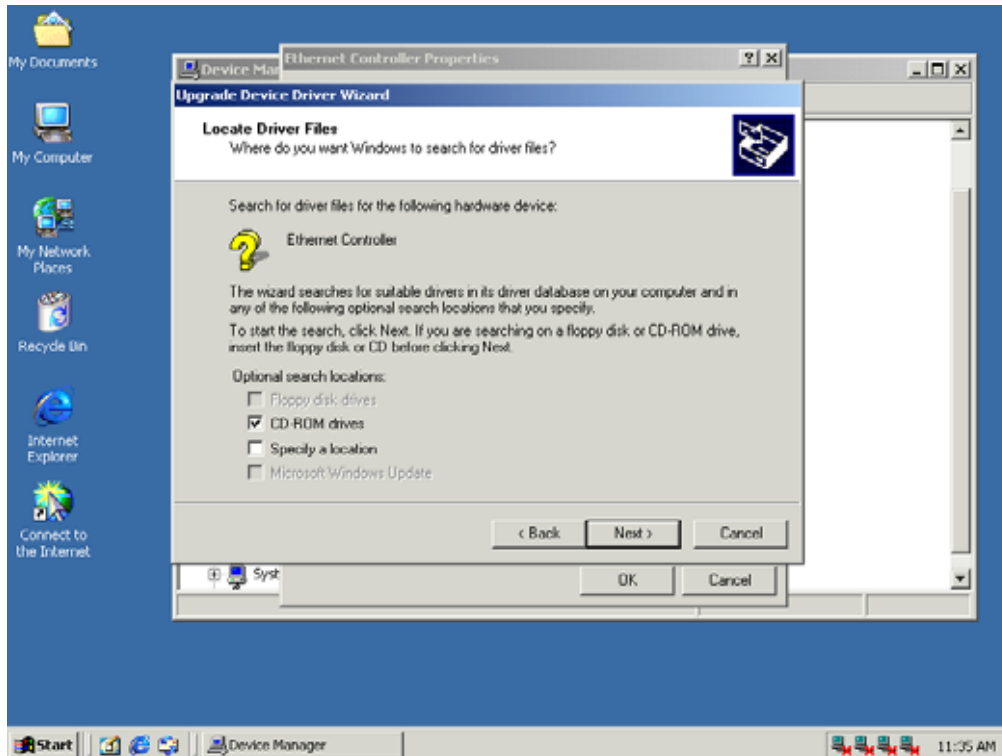 My Documents
My Computer
My Network
Places
Recycle Bin
Internet
Explorer
Connect to
the Internet
Device Mar
Ethernet Controller Properties
Upgrade Device Driver Wizard
Locate Driver Files
Where do you want Windows to search for driver files?
Search for driver files for the following hardware device:
Ethernet Controller
The wizard searches for suitable drivers in its driver database on your computer and in
any of the following optional search locations that you specify.
To start the search, click Next. If you are searching on a floppy disk or CD-ROM drive,
insert the floppy disk or CD before clicking Next.
Optional search locations:
Floppy disk drives
CD-ROM drives
Specify a location
Microsoft Windows Update
< Back
Next >
Cancel
Syst
OK
Cancel
Start
Device Manager
11:35 AM